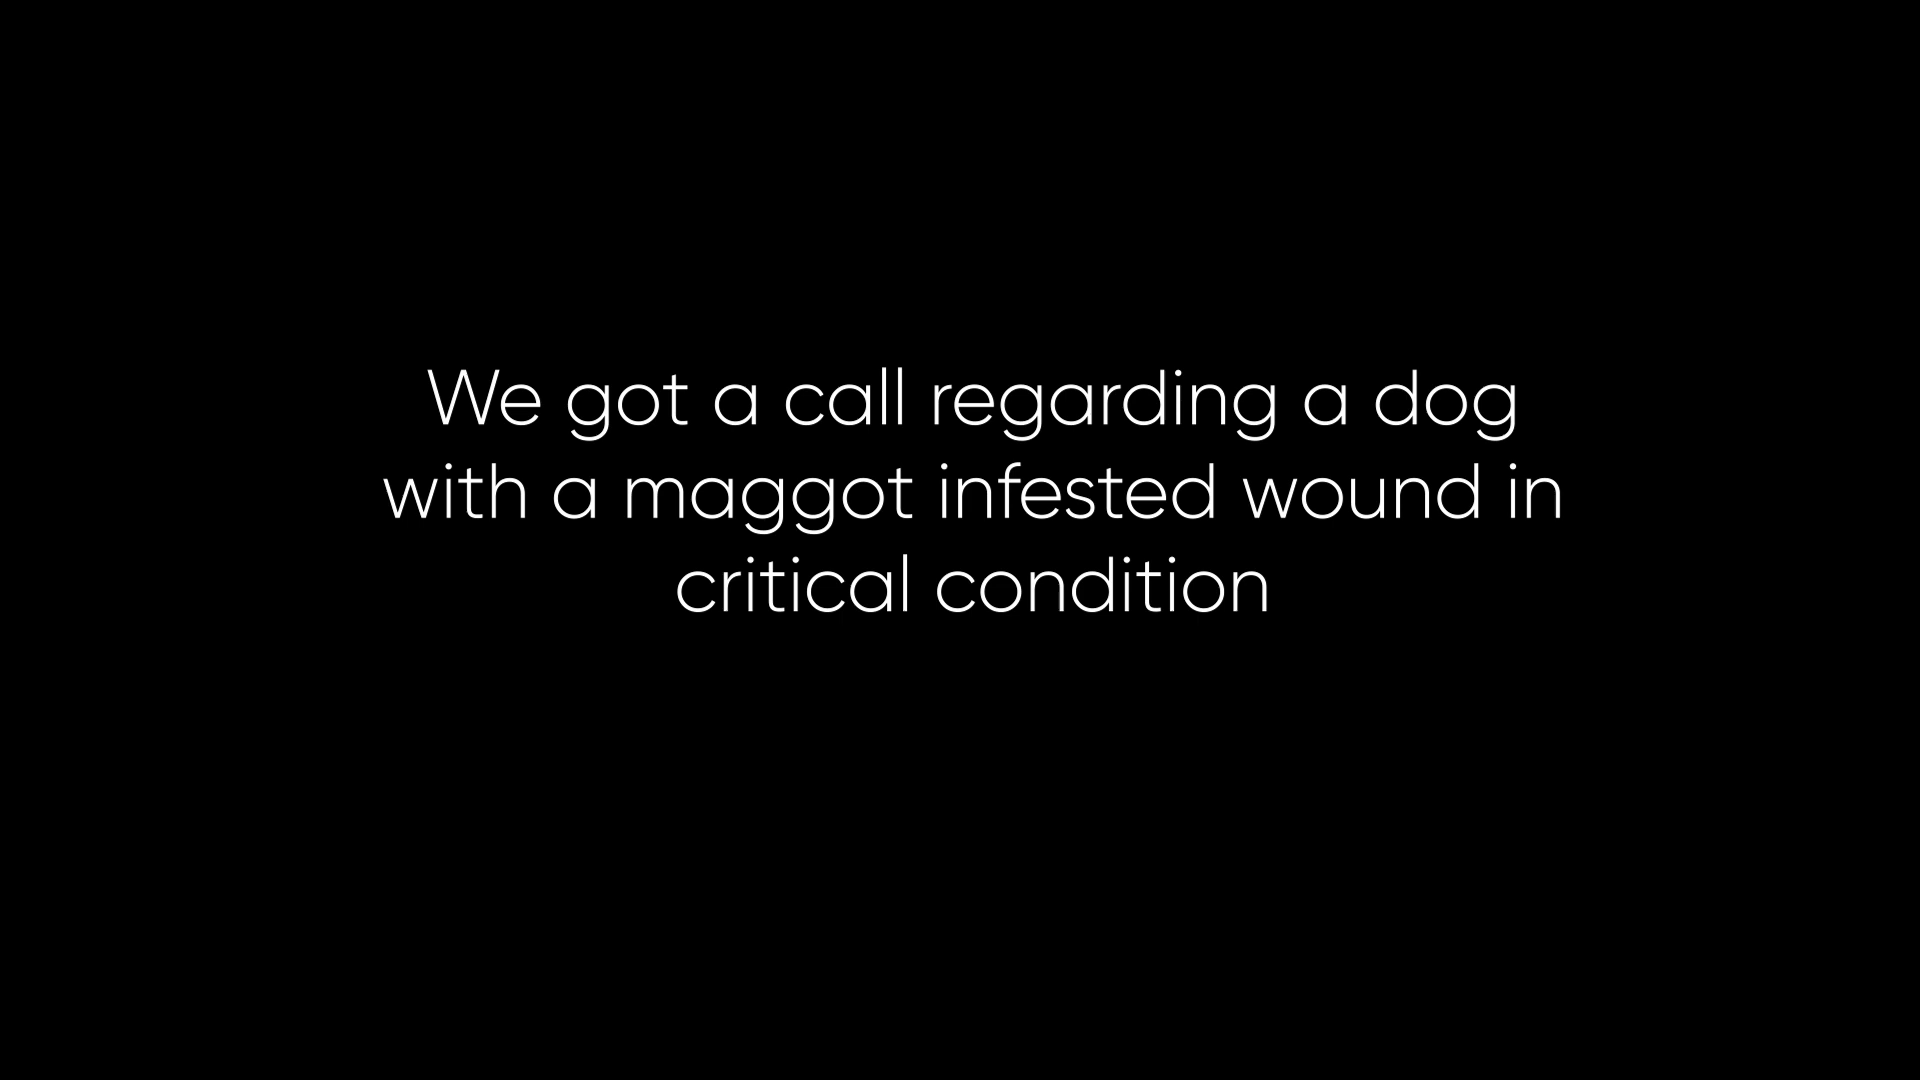 We got a call regarding a dog
with a maggot infested wound in
critical condition